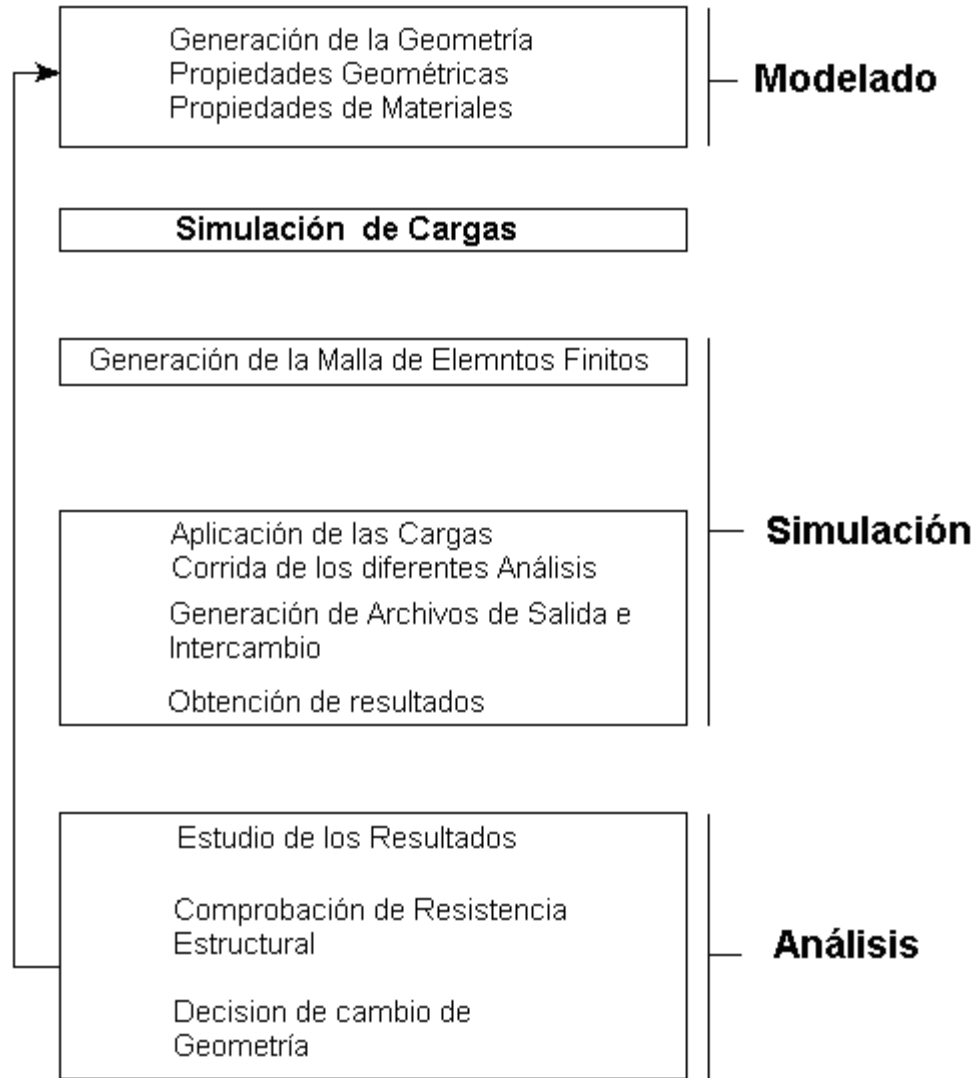 Generación de la Geometría
Propiedades Geométricas
Propiedades de Materiales
Modelado
Simulación de Cargas
Generación de la Malla de Elemntos Finitos
Aplicación de las Cargas
Corrida de los diferentes Análisis
Generación de Archivos de Salida e
Intercambio
Obtención de resultados
Simulación
Estudio de los Resultados
Comprobación de Resistencia
Estructural
Decision de cambio de
Geometría
Análisis